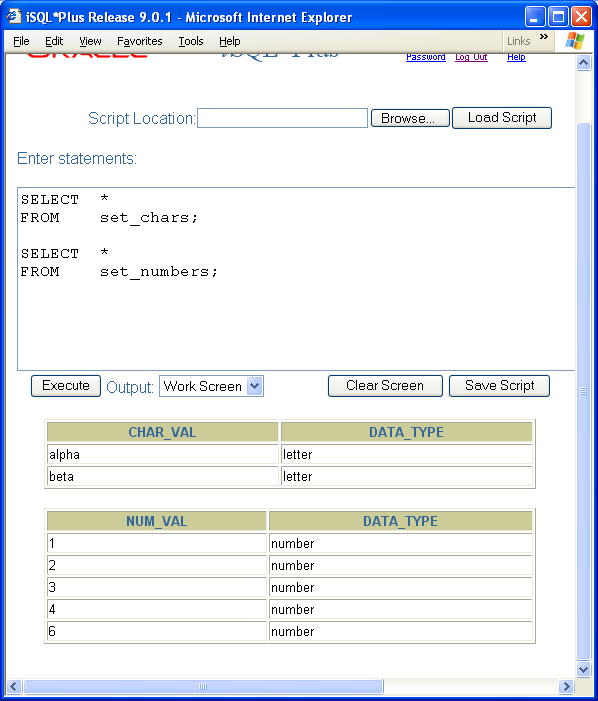 iSQL*Plus Release 9.0.1 - Microsoft Internet Explorer
File Edit View Favorites Tools Help Links »
Password Log Out Help
Script Location: Browse... Load Script
Enter statements:
SELECT *
FROM set_chars;
SELECT *
FROM set_numbers;
Execute Output: Work Screen Clear Screen Save Script
CHAR_VAL DATA_TYPE
alpha letter
beta letter
NUM_VAL DATA_TYPE
1 number
2 number
3 number
4 number
6 number